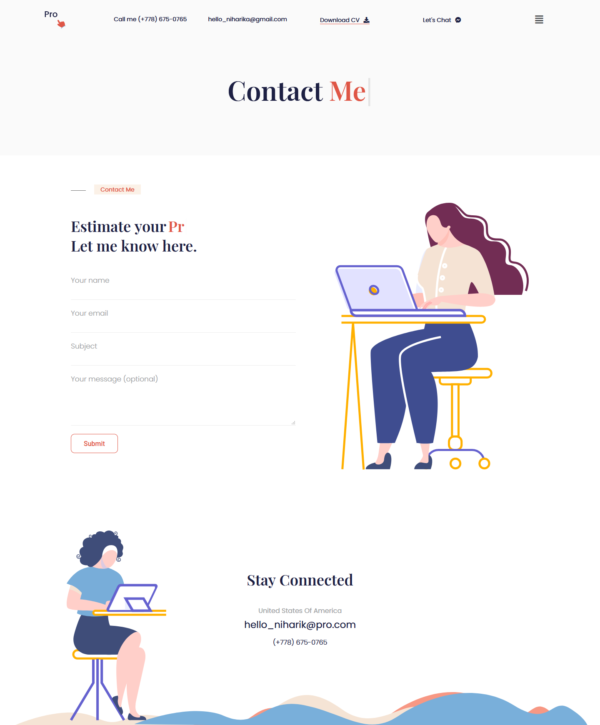 Pro
Call me (+778) 675-0765
hello_niharika@gmail.com
Download CV
Let's Chat
Contact Me
Contact Me
Estimate your Pr
Let me know here.
Your name
Your email
Subject
Your message (optional)
Submit
Stay Connected
United States Of America
hello_niharik@pro.com
(+778) 675-0765